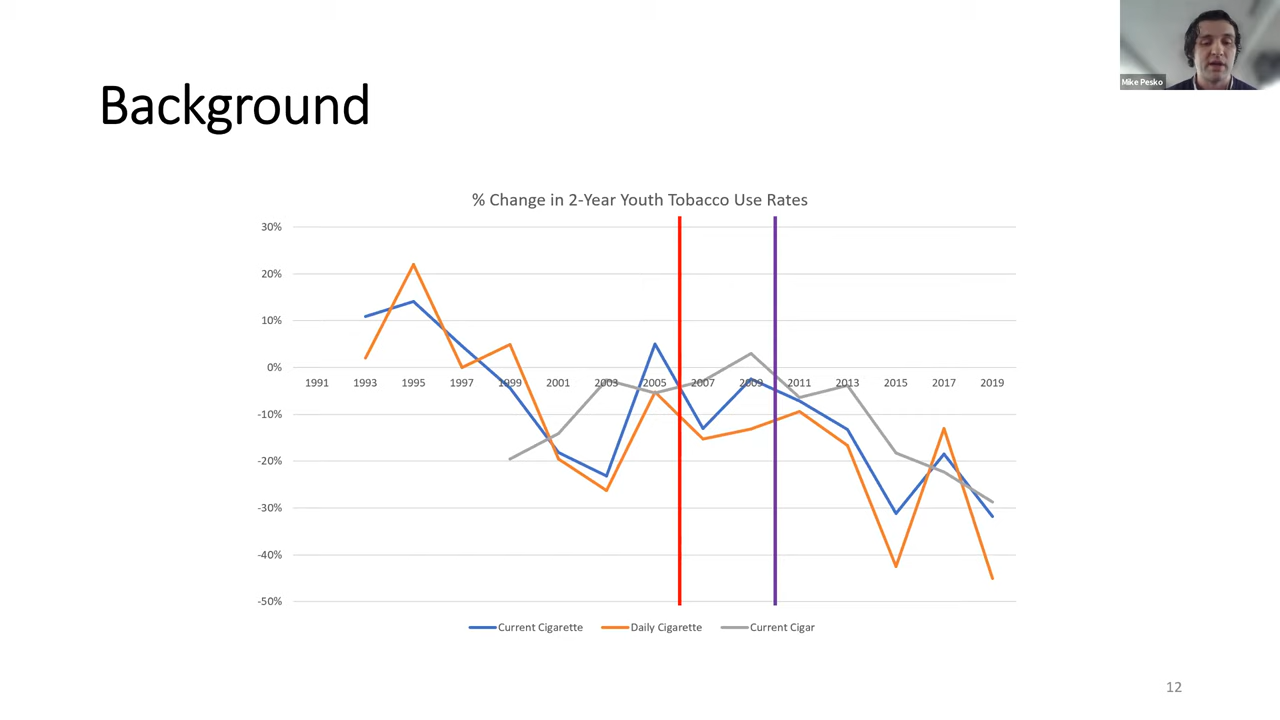 Mike Pesko
Background
% Change in 2-Year Youth Tobacco Use Rates
30%
20%
10%
0%
1991 1993 1995 1997 1999 2001 2003 2005 2007 2009 2011 2013 2015 2017 2019
-10%
-20%
-30%
-40%
-50%
Current Cigarette Daily Cigarette Current Cigar
12